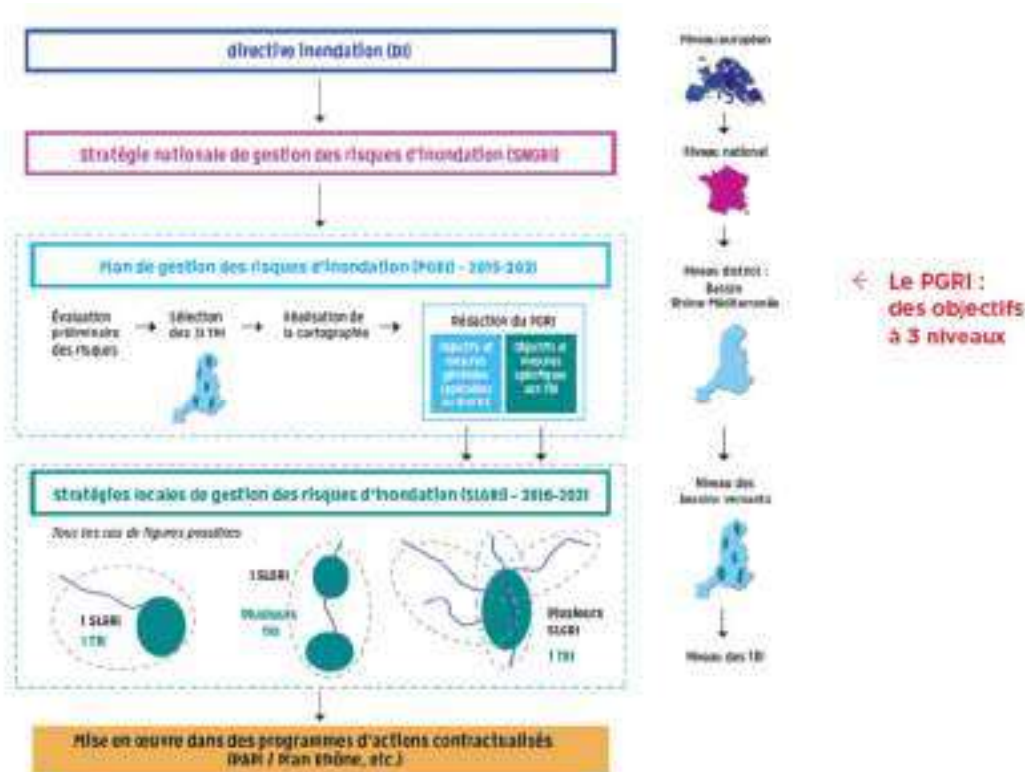 directive inondation (DI)
Stratégie nationale de gestion des risques d'inondation (SNGRI)
Plan de gestion des risques d'inondation (PGRI) - 2015-2021
Évaluation
préliminaire
des risques
Sélection
des 31 TRI
Réalisation de
la cartographie
Rédaction du PGRI
Objectifs et
mesures
générales
Objectifs et
mesures
spécifiques
aux TRI
Stratégies locales de gestion des risques d'inondation (SLGRI) - 2016-2021
Tous les cas de figures possibles
1 SLGRI
1 TRI
1 SLGRI
Plusieurs
TRI
Plusieurs
SLGRI
1 TRI
Mise en œuvre dans des programmes d'actions contractualisés
(PAPI / Plan Rhône, etc.)
Niveau européen
Niveau national
Niveau district :
Bassin
Rhône Méditerranée
Niveau des
bassins versants
Niveau des TRI
← Le PGRI :
des objectifs
à 3 niveaux